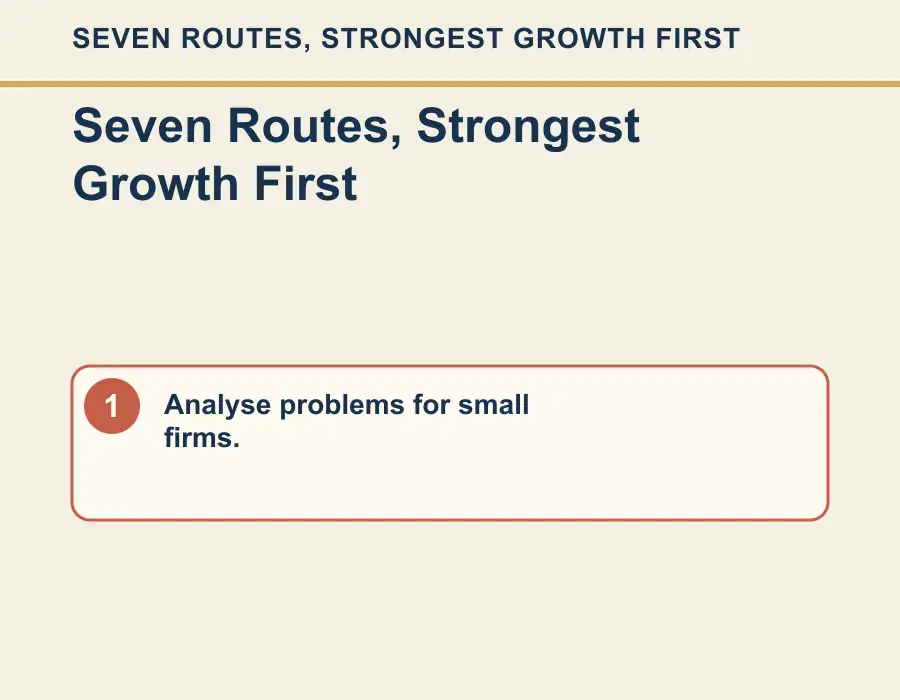 SEVEN ROUTES, STRONGEST GROWTH FIRST
Seven Routes, Strongest
Growth First
1
Analyse problems for small
firms.